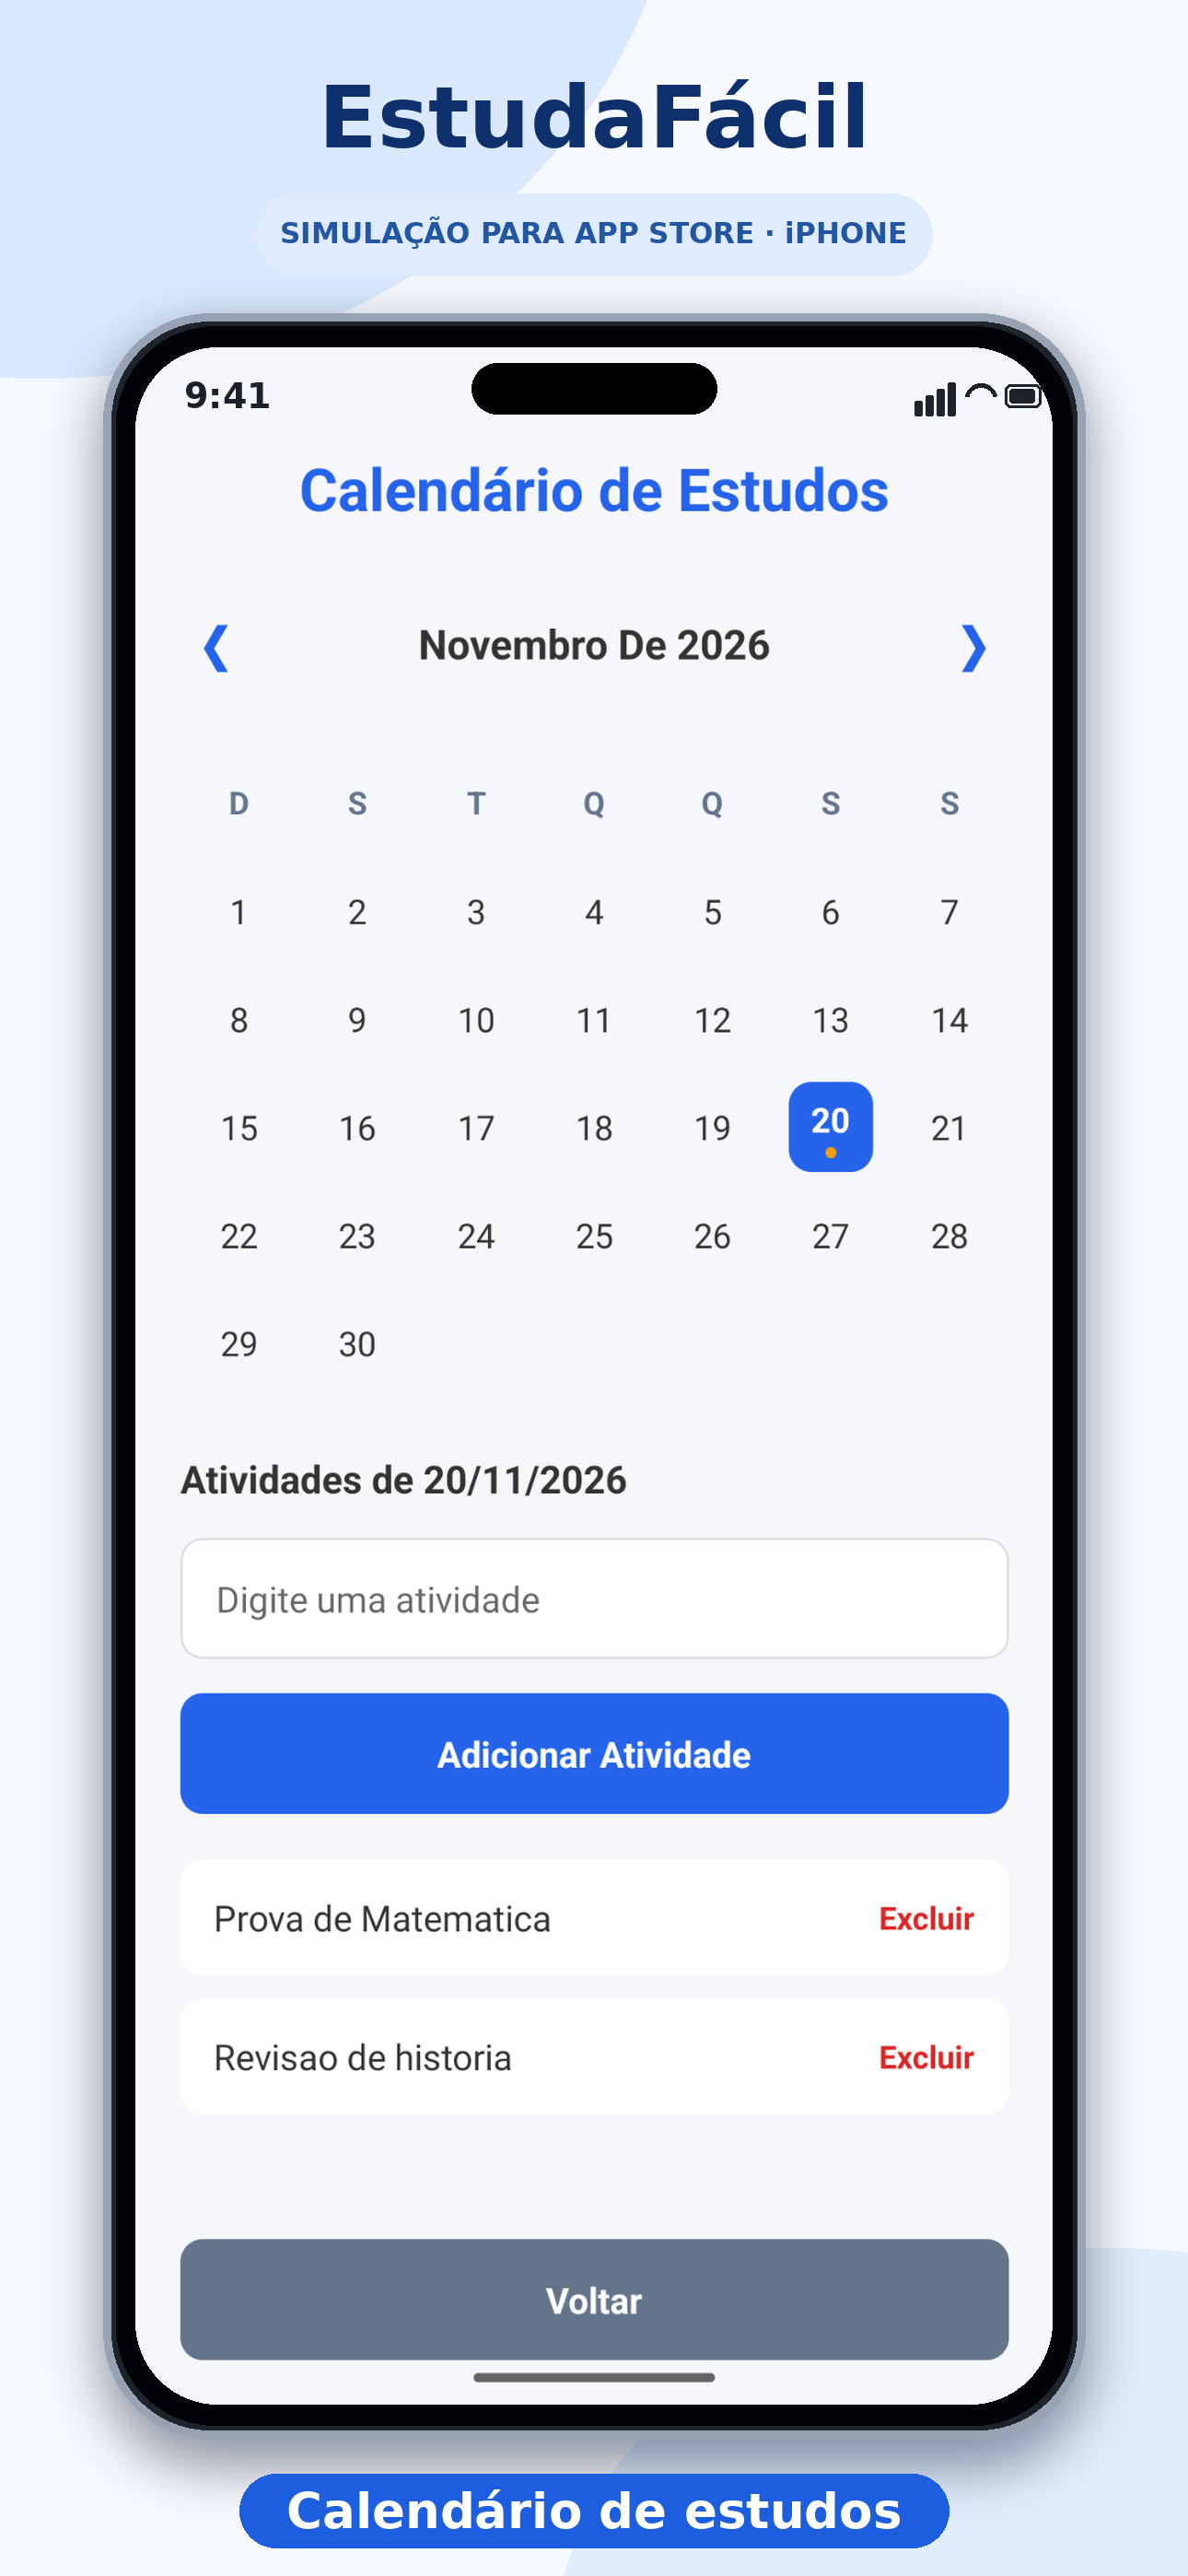 EstudaFácil
SIMULAÇÃO PARA APP STORE · iPHONE
9:41
Calendário de Estudos
❮ Novembro De 2026 ❯
D S T Q Q S S
1 2 3 4 5 6 7
8 9 10 11 12 13 14
15 16 17 18 19 20 21
22 23 24 25 26 27 28
29 30
Atividades de 20/11/2026
Digite uma atividade
Adicionar Atividade
Prova de Matematica Excluir
Revisao de historia Excluir
Voltar
Calendário de estudos